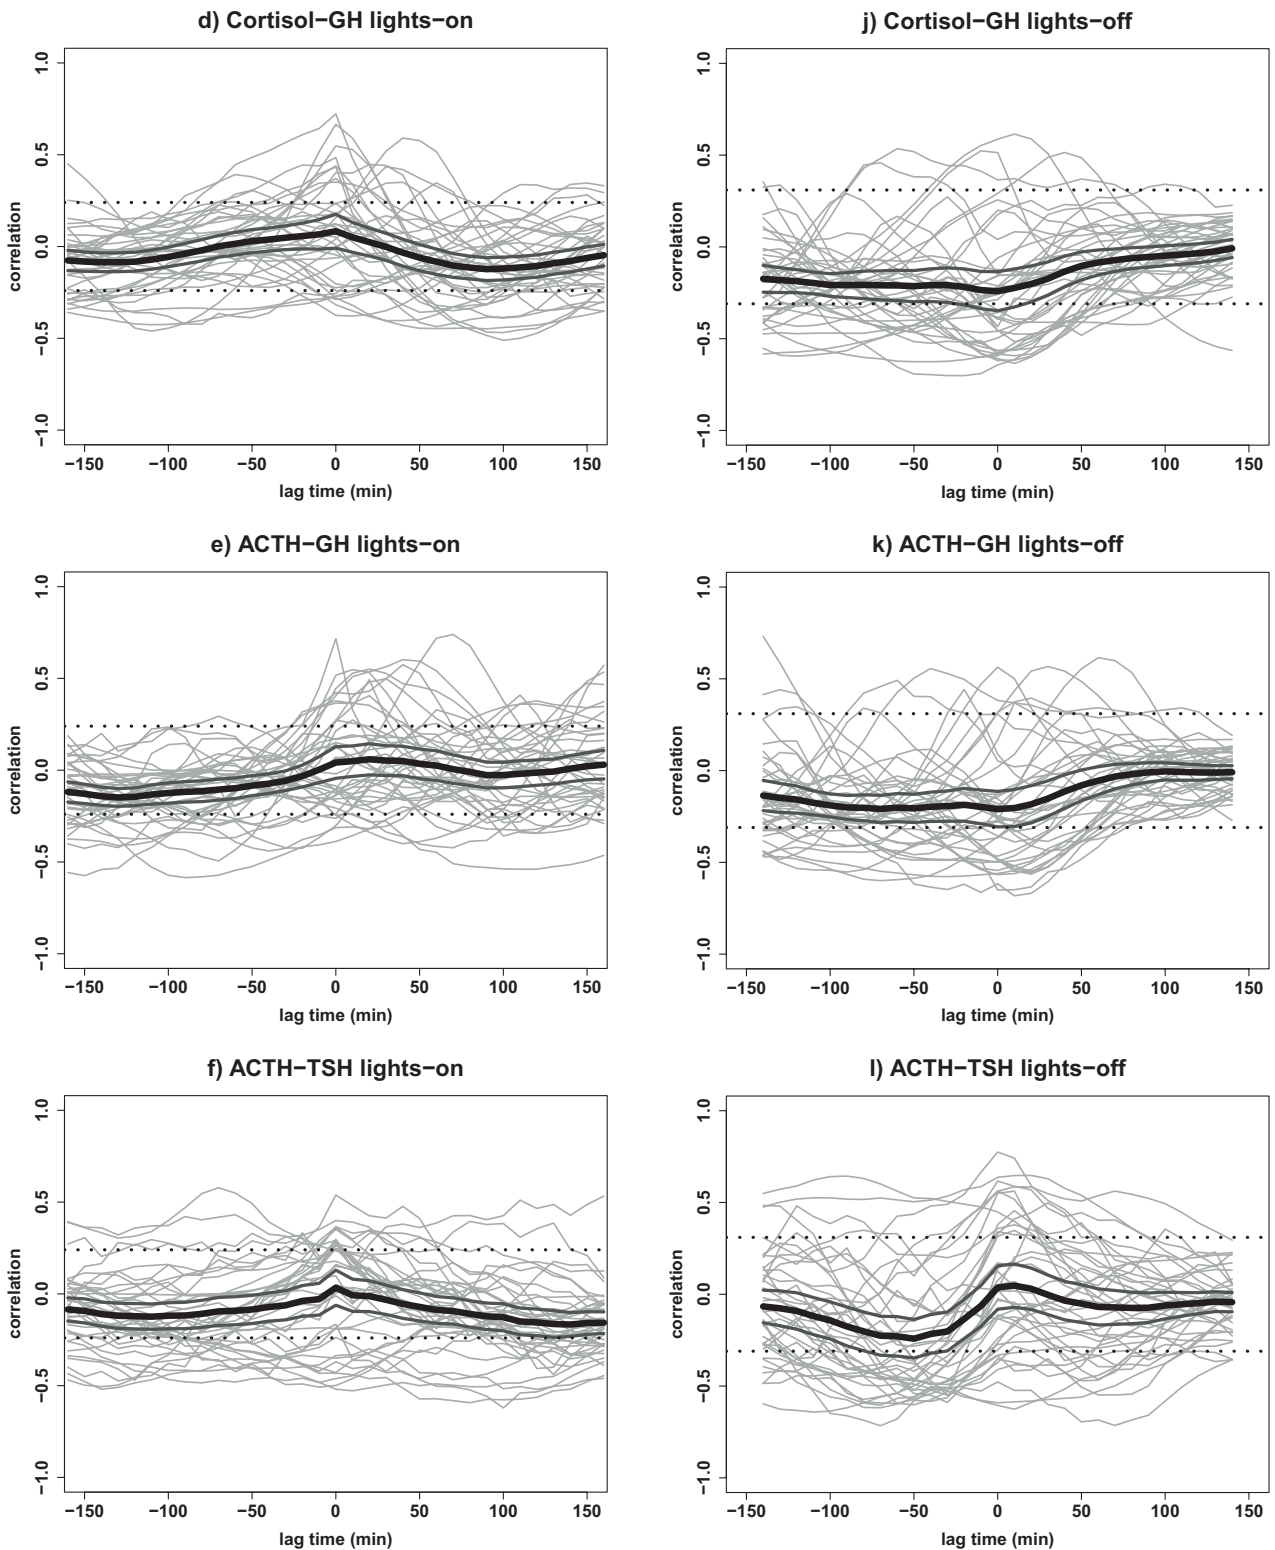 d) Cortisol−GH lights−on
correlation
1.0
0.5
0.0
−0.5
−1.0
−150 −100 −50 0 50 100 150
lag time (min)
j) Cortisol−GH lights−off
correlation
1.0
0.5
0.0
−0.5
−1.0
−150 −100 −50 0 50 100 150
lag time (min)
e) ACTH−GH lights−on
correlation
1.0
0.5
0.0
−0.5
−1.0
−150 −100 −50 0 50 100 150
lag time (min)
k) ACTH−GH lights−off
correlation
1.0
0.5
0.0
−0.5
−1.0
−150 −100 −50 0 50 100 150
lag time (min)
f) ACTH−TSH lights−on
correlation
1.0
0.5
0.0
−0.5
−1.0
−150 −100 −50 0 50 100 150
lag time (min)
l) ACTH−TSH lights−off
correlation
1.0
0.5
0.0
−0.5
−1.0
−150 −100 −50 0 50 100 150
lag time (min)